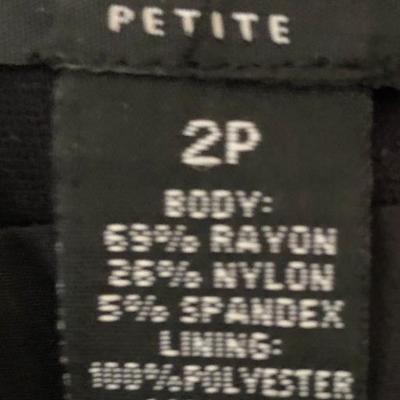 PETITE
2P
BODY:
69% RAYON
26% NYLON
5% SPANDEX
LINING:
100%POLYESTER